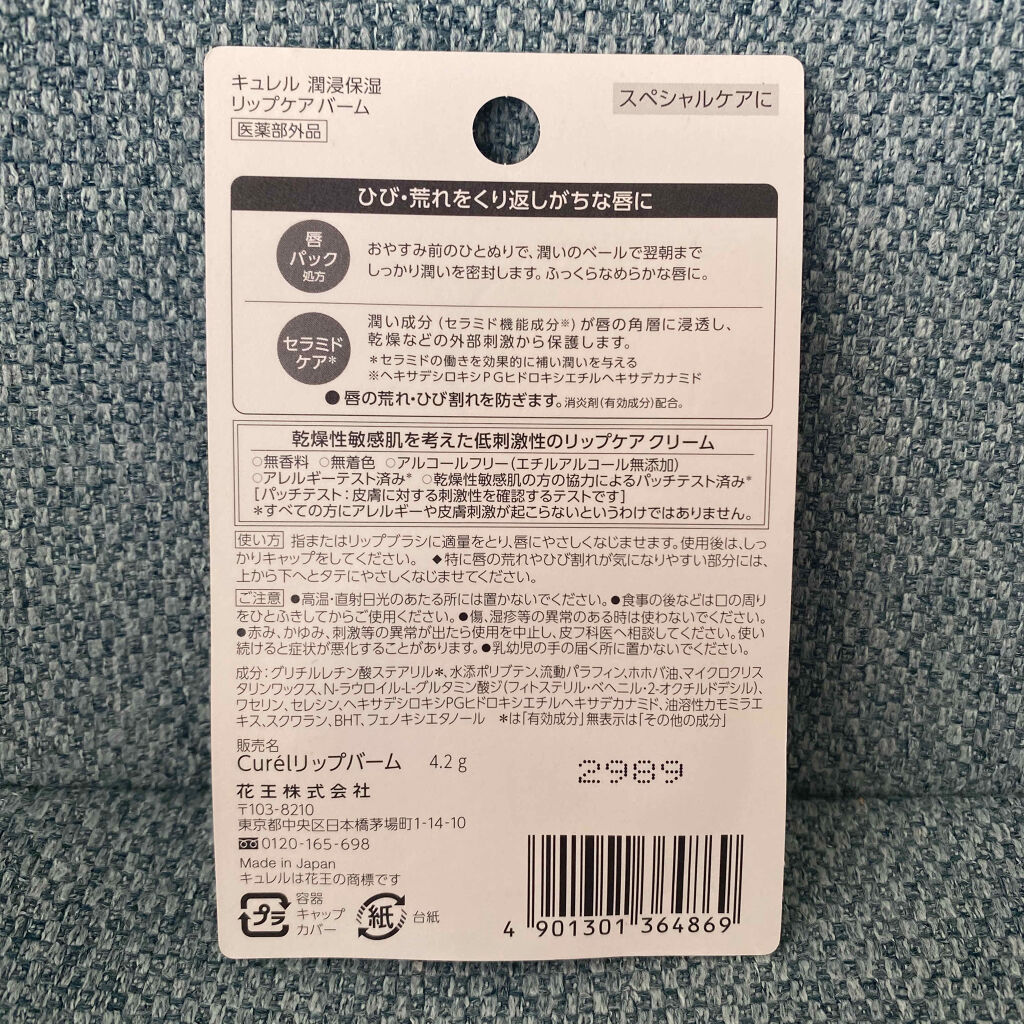 キュレル 潤浸保湿
リップケア バーム
医薬部外品
スペシャルケアに
ひび・荒れをくり返しがちな唇に
唇
パック
処方
おやすみ前のひとぬりで、潤いのベールで翌朝まで
しっかり潤いを密封します。ふっくらなめらかな唇に。
セラミド
ケア*
潤い成分(セラミド機能成分※)が唇の角層に浸透し、
乾燥などの外部刺激から保護します。
*セラミドの働きを効果的に補い潤いを与える
※ヘキサデシロキシPGヒドロキシエチルヘキサデカナミド
●唇の荒れ・ひび割れを防ぎます。消炎剤(有効成分)配合。
乾燥性敏感肌を考えた低刺激性のリップケア クリーム
○無香料 ○無着色 ○アルコールフリー(エチルアルコール無添加)
○アレルギーテスト済み* ○乾燥性敏感肌の方の協力によるパッチテスト済み*
[パッチテスト:皮膚に対する刺激性を確認するテストです]
*すべての方にアレルギーや皮膚刺激が起こらないというわけではありません。
使い方 指またはリップブラシに適量をとり、唇にやさしくなじませます。使用後は、しっ
かりキャップをしてください。 ◆特に唇の荒れやひび割れが気になりやすい部分には、
上から下へとタテにやさしくなじませてください。
ご注意 ●高温・直射日光のあたる所には置かないでください。●食事の後などは口の周り
をひとふきしてからご使用ください。●傷、湿疹等の異常のある時は使わないでください。
●赤み、かゆみ、刺激等の異常が出たら使用を中止し、皮フ科医へ相談してください。使い
続けると症状が悪化することがあります。●乳幼児の手の届く所に置かないでください。
成分:グリチルレチン酸ステアリル*、水添ポリブテン、流動パラフィン、ホホバ油、マイクロクリス
タリンワックス、N-ラウロイル-L-グルタミン酸ジ(フィトステリル・ベヘニル・2-オクチルドデシル)、
ワセリン、セレシン、ヘキサデシロキシPGヒドロキシエチルヘキサデカナミド、油溶性カモミラエ
キス、スクワラン、BHT、フェノキシエタノール *は「有効成分」無表示は「その他の成分」
販売名
Curélリップバーム 4.2 g
2989
花王株式会社
〒103-8210
東京都中央区日本橋茅場町1-14-10
0120-165-698
Made in Japan
キュレルは花王の商標です
プラ
容器
キャップ
カバー
紙
台紙
4 901301 364869